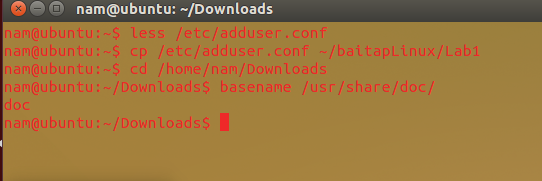 nam@ubuntu: ~/Downloads
nam@ubuntu:~$ less /etc/adduser.conf
nam@ubuntu:~$ cp /etc/adduser.conf ~/baitapLinux/Lab1
nam@ubuntu:~$ cd /home/nam/Downloads
nam@ubuntu:~/Downloads$ basename /usr/share/doc/
doc
nam@ubuntu:~/Downloads$